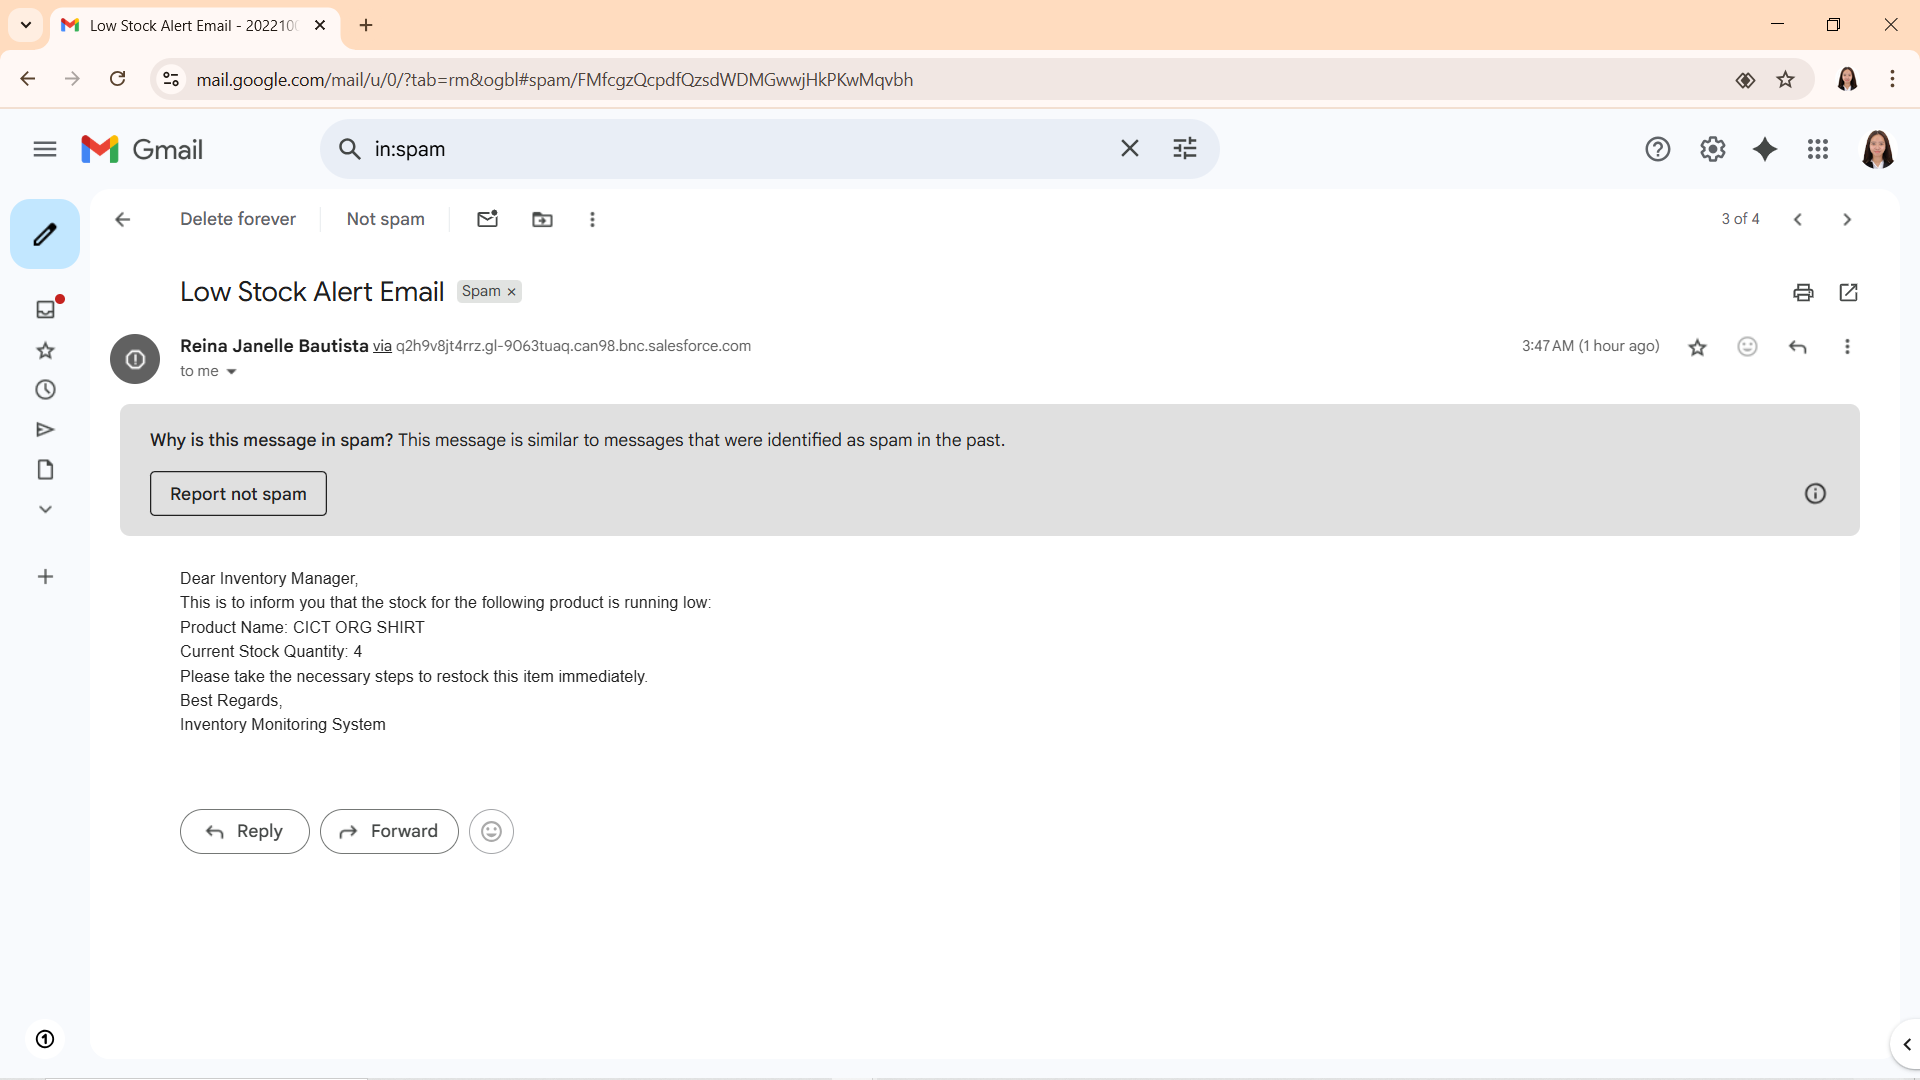 Low Stock Alert Email - 202210
mail.google.com/mail/u/0/?tab=rm&ogbl#spam/FMfcgzQcpdfQzsdWDMGwwjHkPKwMqvbh
Gmail
in:spam
Delete forever
Not spam
3 of 4
Low Stock Alert Email
Spam ×
Reina Janelle Bautista via q2h9v8jt4rrz.gl-9063tuaq.can98.bnc.salesforce.com
3:47 AM (1 hour ago)
to me
Why is this message in spam? This message is similar to messages that were identified as spam in the past.
Report not spam
Dear Inventory Manager,
This is to inform you that the stock for the following product is running low:
Product Name: CICT ORG SHIRT
Current Stock Quantity: 4
Please take the necessary steps to restock this item immediately.
Best Regards,
Inventory Monitoring System
Reply
Forward